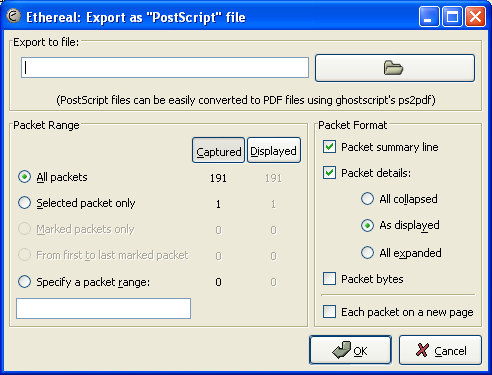 Ethereal: Export as "PostScript" file
Export to file:
(PostScript files can be easily converted to PDF files using ghostscript's ps2pdf)
Packet Range
Captured Displayed
All packets 191 191
Selected packet only 1 1
Marked packets only 0 0
From first to last marked packet 0 0
Specify a packet range: 0 0
Packet Format
Packet summary line
Packet details:
All collapsed
As displayed
All expanded
Packet bytes
Each packet on a new page
OK Cancel